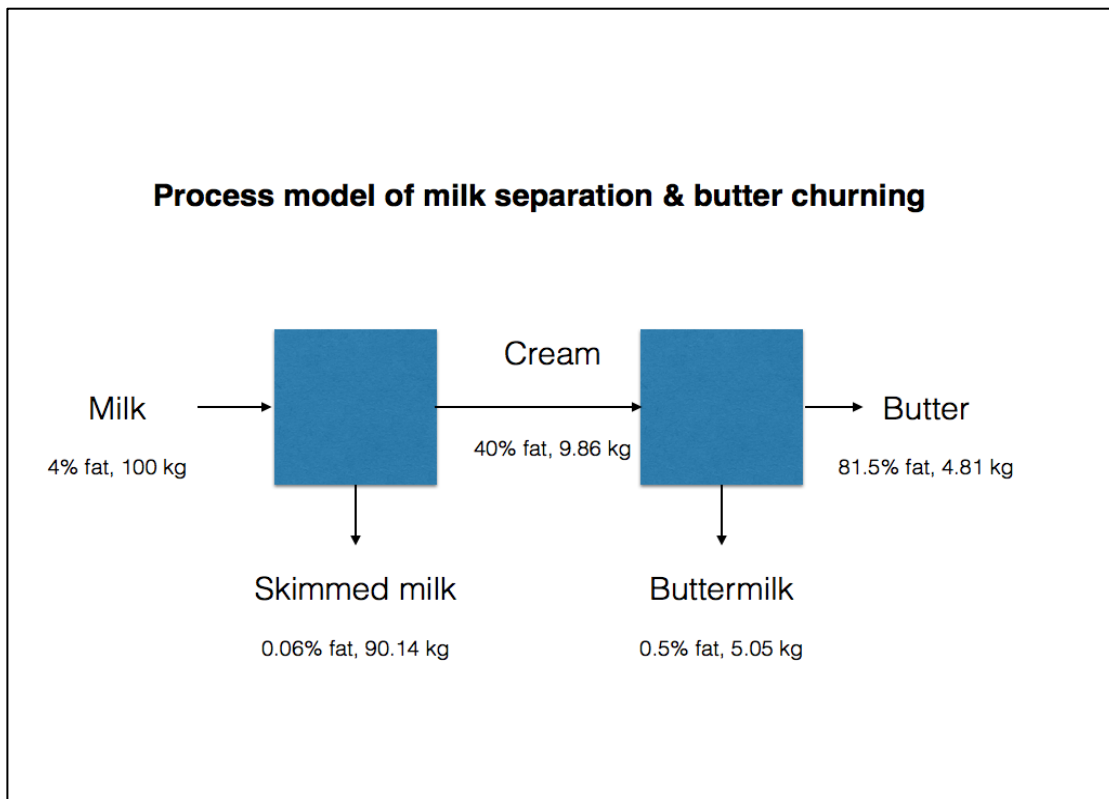 Process model of milk separation & butter churning
Cream
Milk
Butter
4% fat, 100 kg
40% fat, 9.86 kg
81.5% fat, 4.81 kg
Skimmed milk
Buttermilk
0.06% fat, 90.14 kg
0.5% fat, 5.05 kg